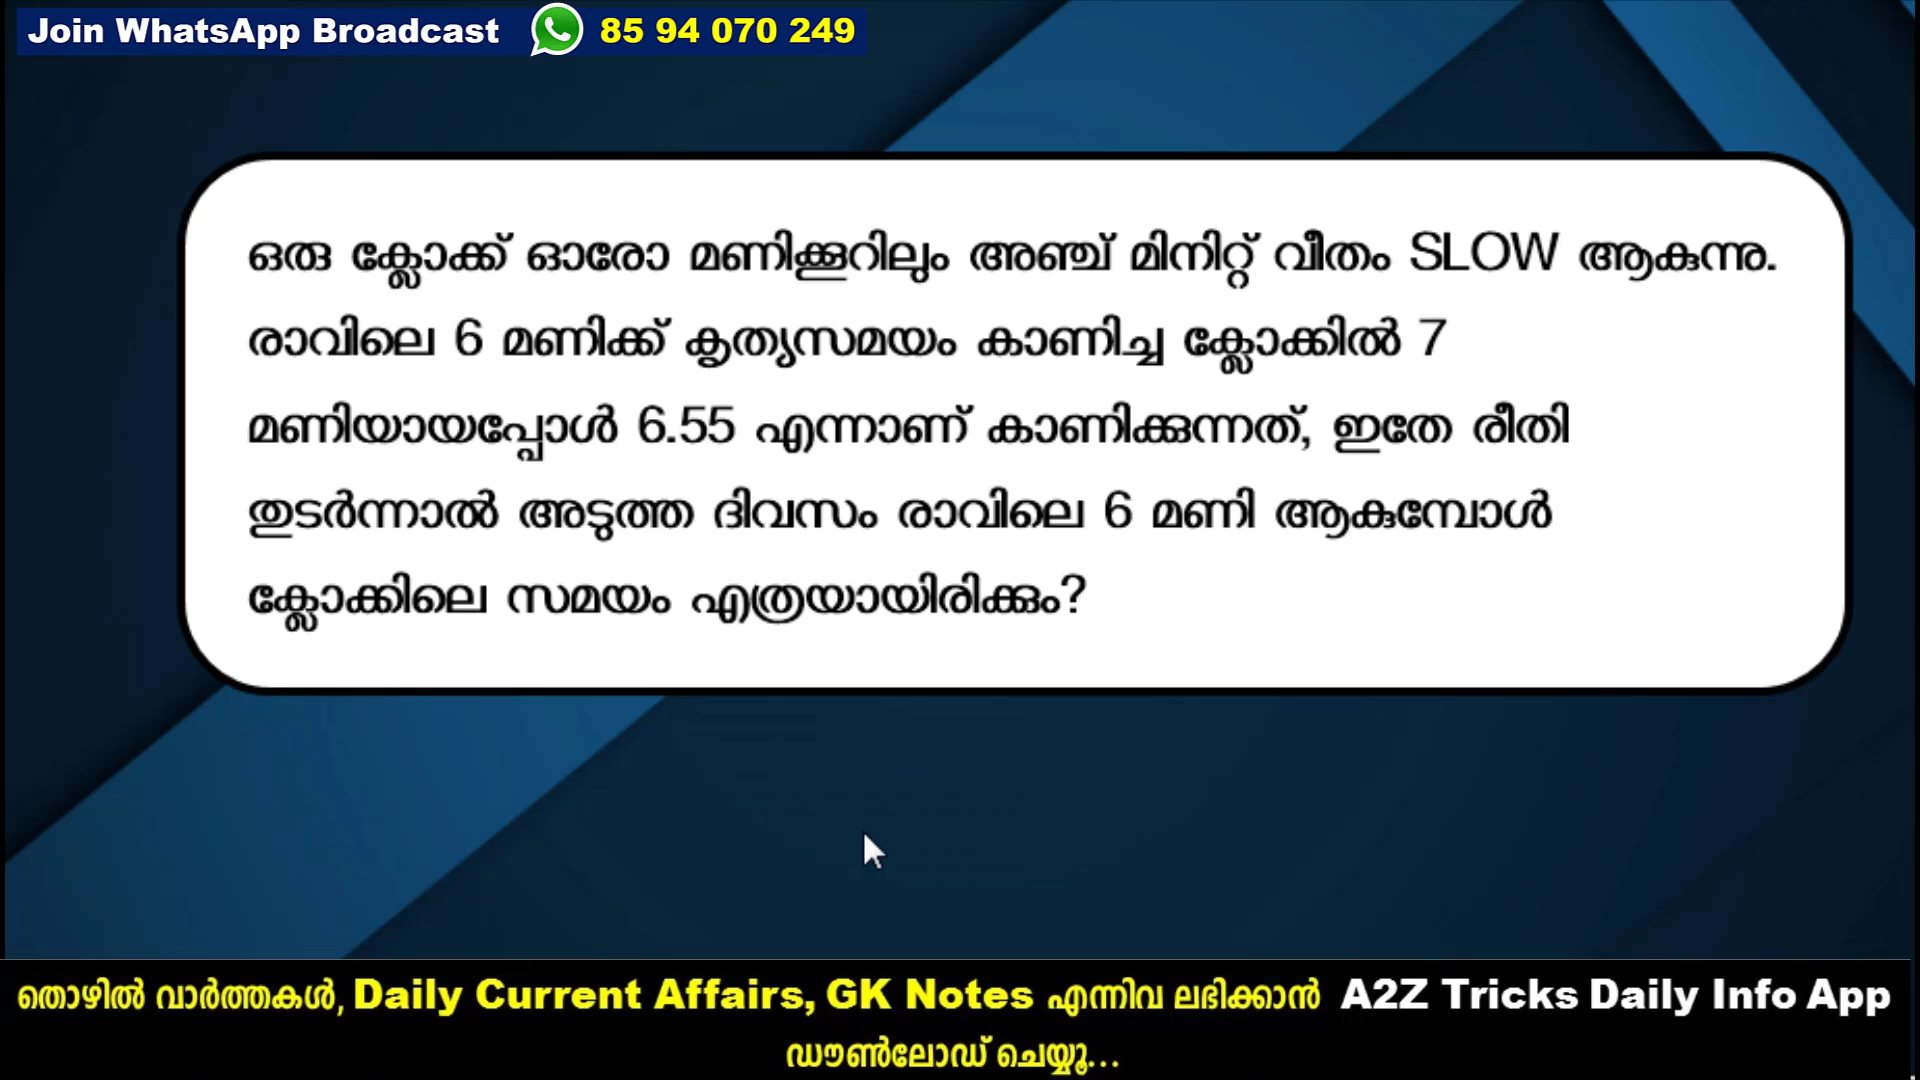 Join WhatsApp Broadcast 85 94 070 249
ഒരു ക്ലോക്ക് ഓരോ മണിക്കൂറിലും അഞ്ച് മിനിറ്റ് വീതം SLOW ആകുന്നു.
രാവിലെ 6 മണിക്ക് കൃത്യസമയം കാണിച്ച ക്ലോക്കിൽ 7
മണിയായപ്പോൾ 6.55 എന്നാണ് കാണിക്കുന്നത്, ഇതേ രീതി
തുടർന്നാൽ അടുത്ത ദിവസം രാവിലെ 6 മണി ആകുമ്പോൾ
ക്ലോക്കിലെ സമയം എത്രയായിരിക്കും?
തൊഴിൽ വാർത്തകൾ, Daily Current Affairs, GK Notes എന്നിവ ലഭിക്കാൻ A2Z Tricks Daily Info App
ഡൗൺലോഡ് ചെയ്യൂ...